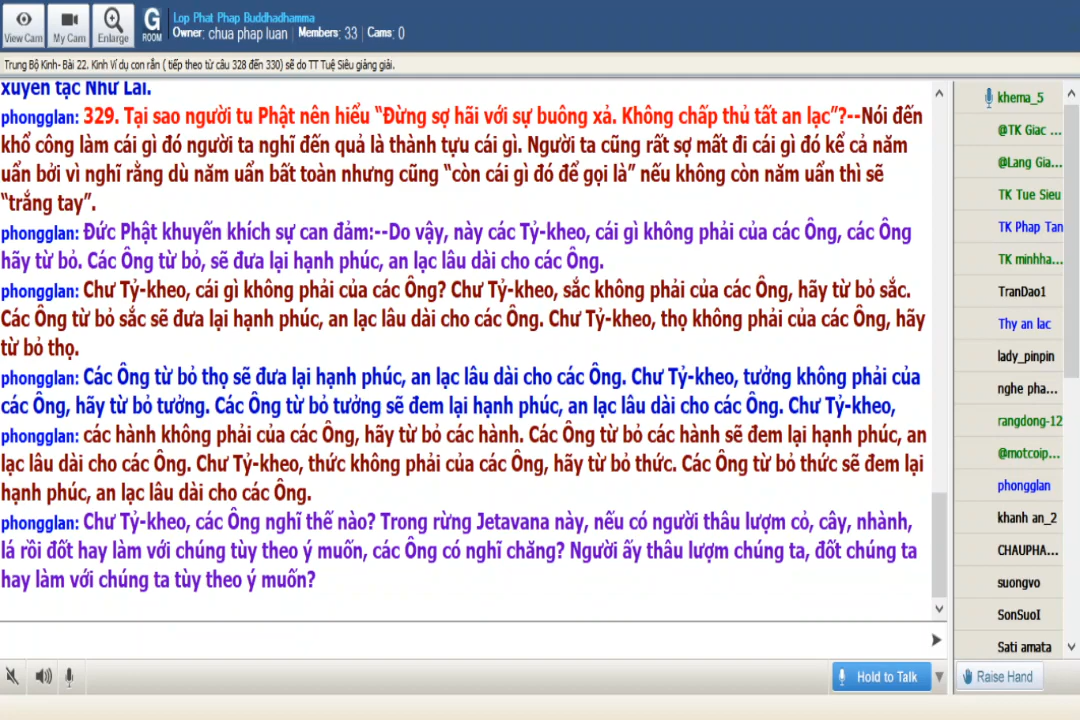 View Cam
My Cam
Enlarge
G
ROOM
Lop Phat Phap Buddhadhamma
Owner: chua phap luan | Members: 33 | Cams: 0
Trung Bộ Kinh- Bài 22. Kinh Ví dụ con rắn ( tiếp theo từ câu 328 đến 330) sẽ do TT Tuệ Siêu giảng giải.
xuyên tạc Như Lai.
phongglan: 329. Tại sao người tu Phật nên hiểu “Đừng sợ hãi với sự buông xả. Không chấp thủ tất an lạc”?--Nói đến
khổ công làm cái gì đó người ta nghĩ đến quả là thành tựu cái gì. Người ta cũng rất sợ mất đi cái gì đó kể cả năm
uẩn bởi vì nghĩ rằng dù năm uẩn bất toàn nhưng cũng “còn cái gì đó để gọi là” nếu không còn năm uẩn thì sẽ
“trắng tay”.
phongglan: Đức Phật khuyến khích sự can đảm:--Do vậy, này các Tỷ-kheo, cái gì không phải của các Ông, các Ông
hãy từ bỏ. Các Ông từ bỏ, sẽ đưa lại hạnh phúc, an lạc lâu dài cho các Ông.
phongglan: Chư Tỷ-kheo, cái gì không phải của các Ông? Chư Tỷ-kheo, sắc không phải của các Ông, hãy từ bỏ sắc.
Các Ông từ bỏ sắc sẽ đưa lại hạnh phúc, an lạc lâu dài cho các Ông. Chư Tỷ-kheo, thọ không phải của các Ông, hãy
từ bỏ thọ.
phongglan: Các Ông từ bỏ thọ sẽ đưa lại hạnh phúc, an lạc lâu dài cho các Ông. Chư Tỷ-kheo, tưởng không phải của
các Ông, hãy từ bỏ tưởng. Các Ông từ bỏ tưởng sẽ đem lại hạnh phúc, an lạc lâu dài cho các Ông. Chư Tỷ-kheo,
phongglan: các hành không phải của các Ông, hãy từ bỏ các hành. Các Ông từ bỏ các hành sẽ đem lại hạnh phúc, an
lạc lâu dài cho các Ông. Chư Tỷ-kheo, thức không phải của các Ông, hãy từ bỏ thức. Các Ông từ bỏ thức sẽ đem lại
hạnh phúc, an lạc lâu dài cho các Ông.
phongglan: Chư Tỷ-kheo, các Ông nghĩ thế nào? Trong rừng Jetavana này, nếu có người thâu lượm cỏ, cây, nhành,
lá rồi đốt hay làm với chúng tùy theo ý muốn, các Ông có nghĩ chăng? Người ấy thâu lượm chúng ta, đốt chúng ta
hay làm với chúng ta tùy theo ý muốn?
khema_5
@TK Giac ...
@Lang Gia...
TK Tue Sieu
TK Phap Tan
TK minhha...
TranDao1
Thy an lac
lady_pinpin
nghe pha...
rangdong-12
@motcoip...
phongglan
khanh an_2
CHAUPHA...
suongvo
SonSuoI
Sati amata
Hold to Talk
Raise Hand